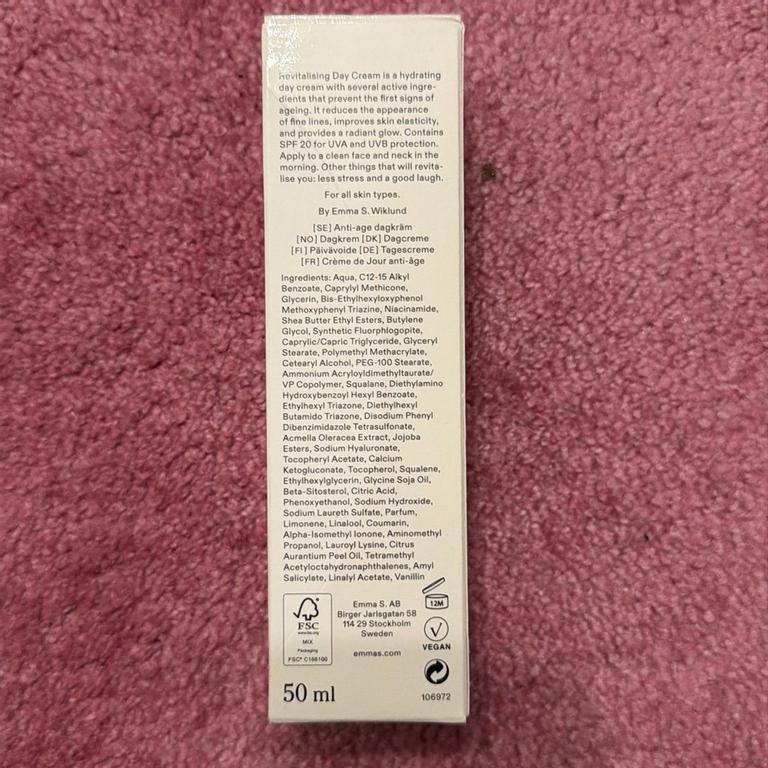 Revitalising Day Cream is a hydrating
day cream with several active ingre-
dients that prevent the first signs of
ageing. It reduces the appearance
of fine lines, improves skin elasticity,
and provides a radiant glow. Contains
SPF 20 for UVA and UVB protection.
Apply to a clean face and neck in the
morning. Other things that will revita-
lise you: less stress and a good laugh.
For all skin types.
By Emma S. Wiklund
[SE] Anti-age dagkräm
[NO] Dagkrem [DK] Dagcreme
[FI] Päivävoide [DE] Tagescreme
[FR] Crème de Jour anti-âge
Ingredients: Aqua, C12-15 Alkyl
Benzoate, Caprylyl Methicone,
Glycerin, Bis-Ethylhexyloxyphenol
Methoxyphenyl Triazine, Niacinamide,
Shea Butter Ethyl Esters, Butylene
Glycol, Synthetic Fluorphlogopite,
Caprylic/Capric Triglyceride, Glyceryl
Stearate, Polymethyl Methacrylate,
Cetearyl Alcohol, PEG-100 Stearate,
Ammonium Acryloyldimethyltaurate/
VP Copolymer, Squalane, Diethylamino
Hydroxybenzoyl Hexyl Benzoate,
Ethylhexyl Triazone, Diethylhexyl
Butamido Triazone, Disodium Phenyl
Dibenzimidazole Tetrasulfonate,
Acmella Oleracea Extract, Jojoba
Esters, Sodium Hyaluronate,
Tocopheryl Acetate, Calcium
Ketogluconate, Tocopherol, Squalene,
Ethylhexylglycerin, Glycine Soja Oil,
Beta-Sitosterol, Citric Acid,
Phenoxyethanol, Sodium Hydroxide,
Sodium Laureth Sulfate, Parfum,
Limonene, Linalool, Coumarin,
Alpha-Isomethyl Ionone, Aminomethyl
Propanol, Lauroyl Lysine, Citrus
Aurantium Peel Oil, Tetramethyl
Acetyloctahydronaphthalenes, Amyl
Salicylate, Linalyl Acetate, Vanillin
FSC
www.fsc.org
MIX
Packaging
FSC® C166100
Emma S. AB
Birger Jarlsgatan 58
114 29 Stockholm
Sweden
emmas.com
12M
VEGAN
50 ml
106972